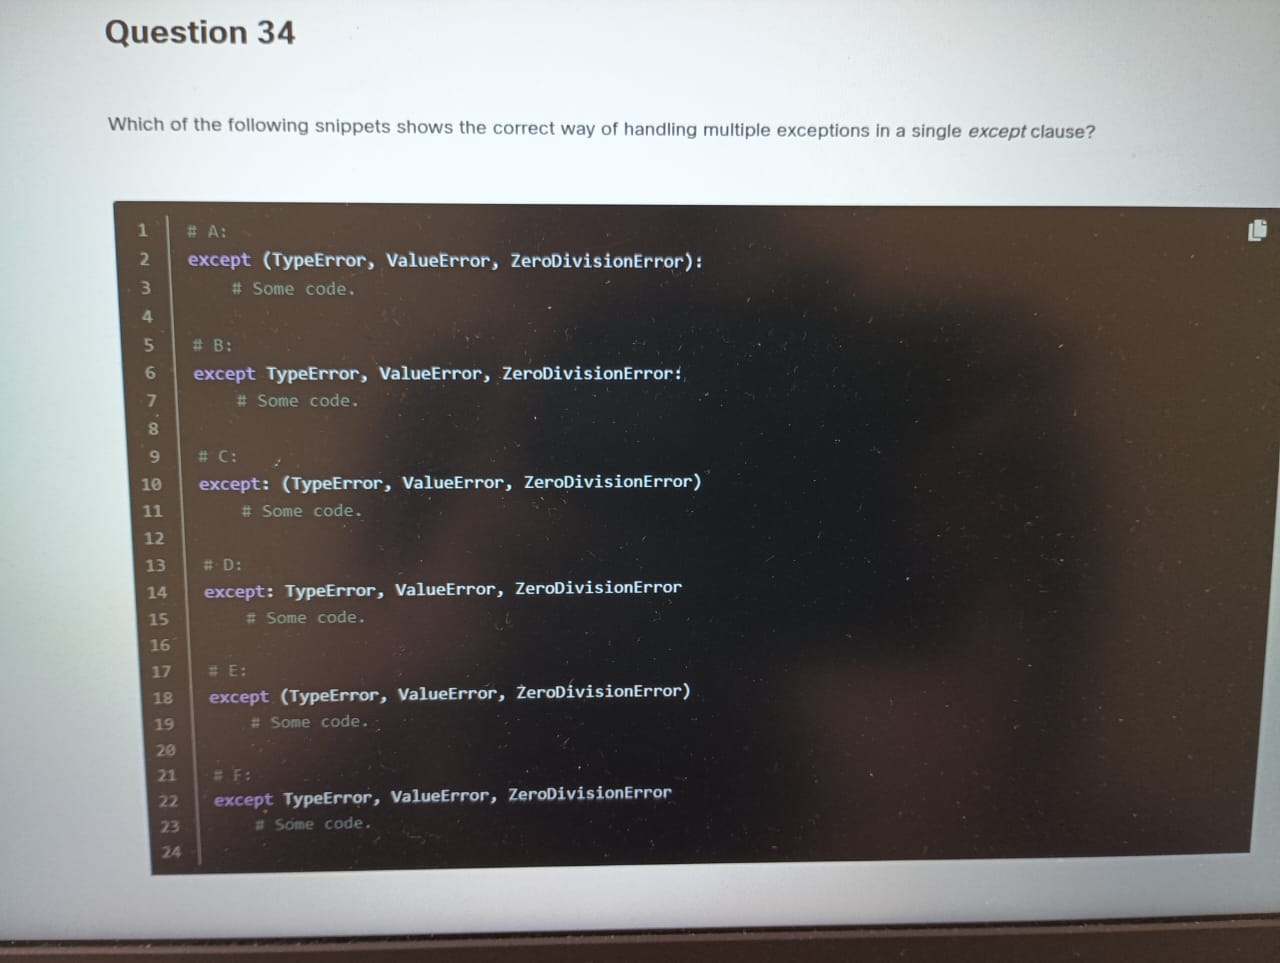 Question 34
Which of the following snippets shows the correct way of handling multiple exceptions in a single except clause?
1 # A:
2 except (TypeError, ValueError, ZeroDivisionError):
3 # Some code.
4
5 # B:
6 except TypeError, ValueError, ZeroDivisionError:
7 # Some code.
8
9 # C:
10 except: (TypeError, ValueError, ZeroDivisionError)
11 # Some code.
12
13 # D:
14 except: TypeError, ValueError, ZeroDivisionError
15 # Some code.
16
17 # E:
18 except (TypeError, ValueError, ZeroDivisionError)
19 # Some code.
20
21 # F:
22 except TypeError, ValueError, ZeroDivisionError
23 # Some code.
24